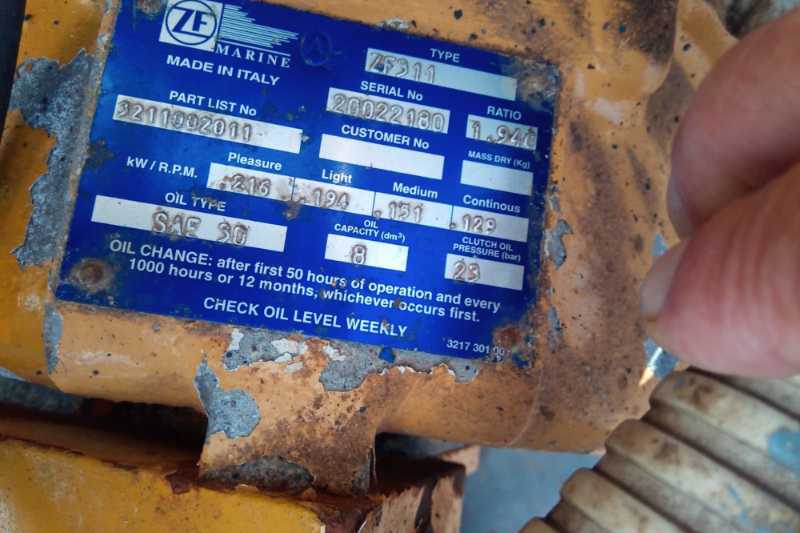 ZF
MARINE
MADE IN ITALY
TYPE
ZF311
PART LIST No
3211002011
SERIAL No
20022180
RATIO
CUSTOMER No
MASS DRY (Kg)
kW / R.P.M.
Pleasure
Light
Medium
Continous
.216
.194
.151
.129
OIL TYPE
SAE 30
OIL
CAPACITY (dm³)
8
CLUTCH OIL
PRESSURE (bar)
23
OIL CHANGE: after first 50 hours of operation and every
1000 hours or 12 months, whichever occurs first.
CHECK OIL LEVEL WEEKLY
3217 301 00